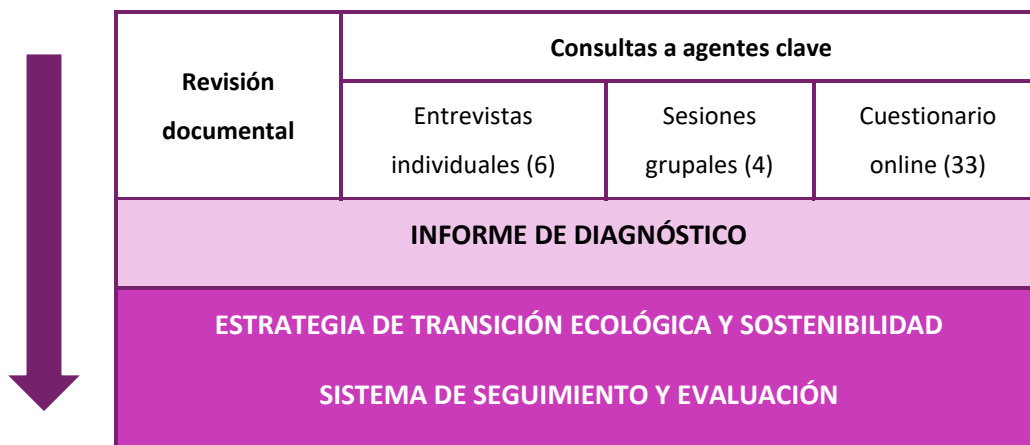 Revisión
documental
Consultas a agentes clave
Entrevistas
individuales (6)
Sesiones
grupales (4)
Cuestionario
online (33)
INFORME DE DIAGNÓSTICO
ESTRATEGIA DE TRANSICIÓN ECOLÓGICA Y SOSTENIBILIDAD
SISTEMA DE SEGUIMIENTO Y EVALUACIÓN